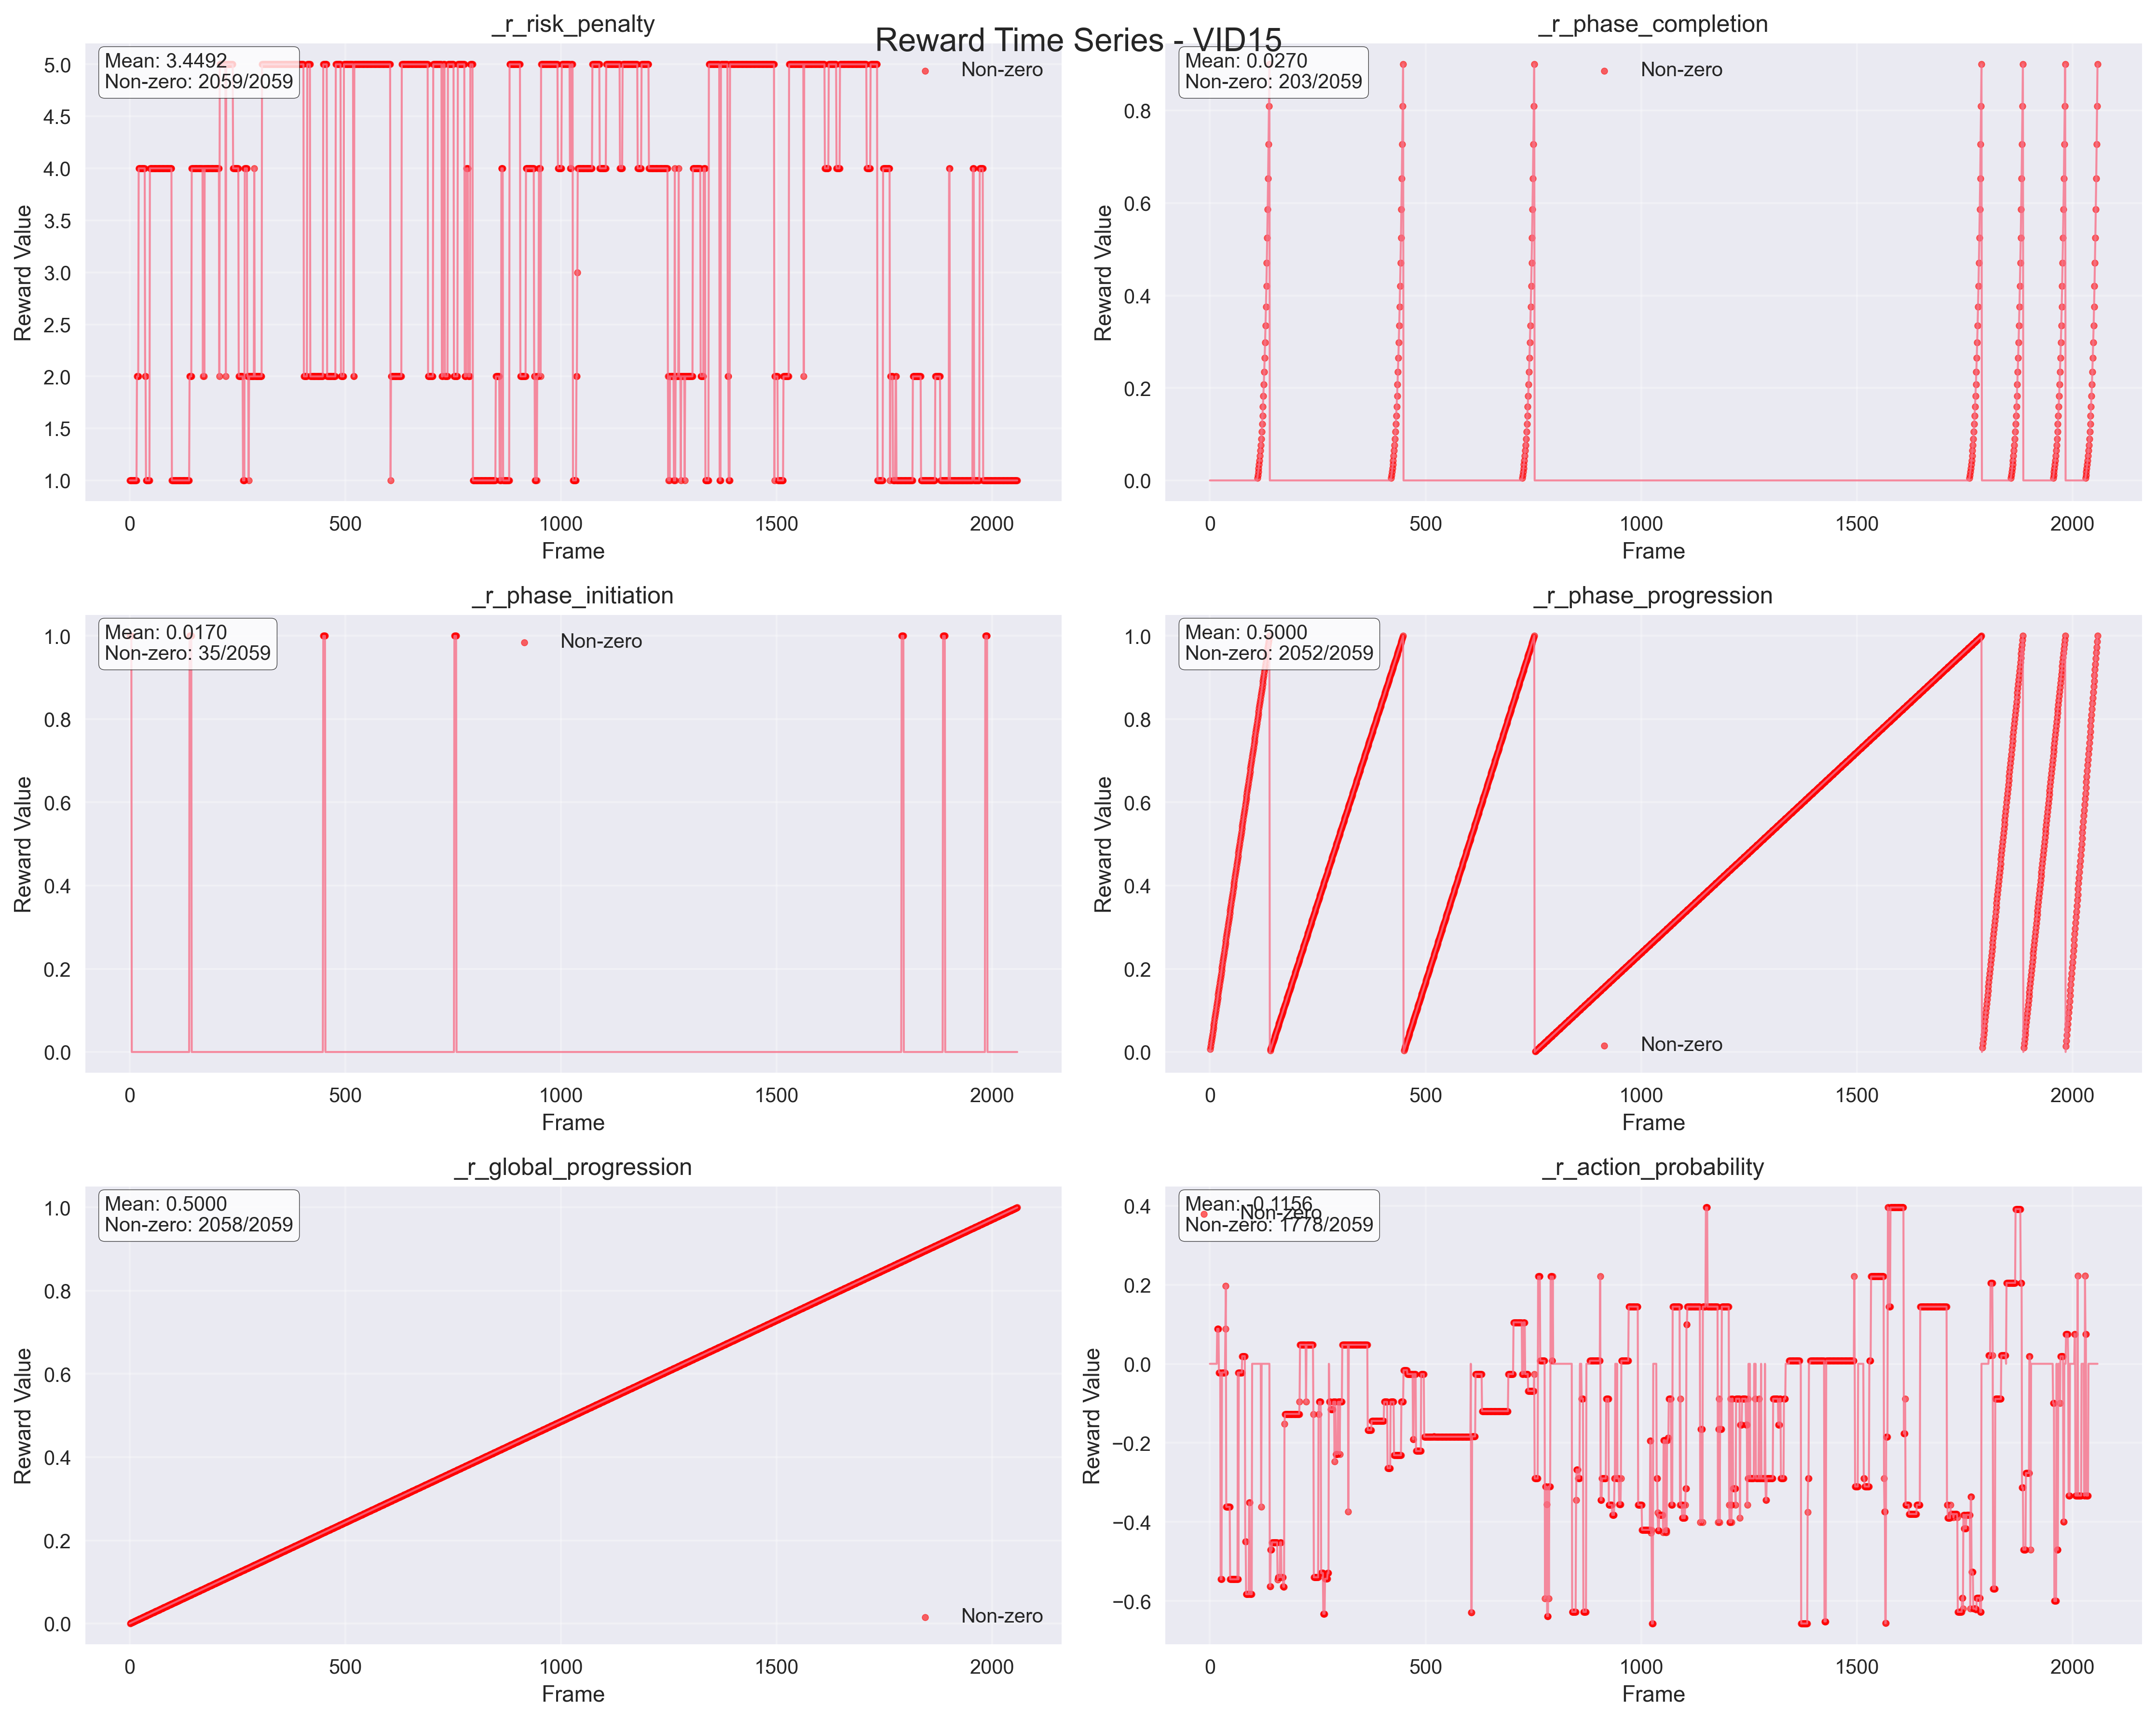 Reward Time Series - VID15
_r_risk_penalty
Mean: 3.4492
Non-zero: 2059/2059
Non-zero
Reward Value
5.0
4.5
4.0
3.5
3.0
2.5
2.0
1.5
1.0
0 500 1000 1500 2000
Frame
_r_phase_completion
Mean: 0.0270
Non-zero: 203/2059
Non-zero
Reward Value
0.8
0.6
0.4
0.2
0.0
0 500 1000 1500 2000
Frame
_r_phase_initiation
Mean: 0.0170
Non-zero: 35/2059
Non-zero
Reward Value
1.0
0.8
0.6
0.4
0.2
0.0
0 500 1000 1500 2000
Frame
_r_phase_progression
Mean: 0.5000
Non-zero: 2052/2059
Non-zero
Reward Value
1.0
0.8
0.6
0.4
0.2
0.0
0 500 1000 1500 2000
Frame
_r_global_progression
Mean: 0.5000
Non-zero: 2058/2059
Non-zero
Reward Value
1.0
0.8
0.6
0.4
0.2
0.0
0 500 1000 1500 2000
Frame
_r_action_probability
Mean: -0.1156
Non-zero: 1778/2059
Non-zero
Reward Value
0.4
0.2
0.0
−0.2
−0.4
−0.6
0 500 1000 1500 2000
Frame